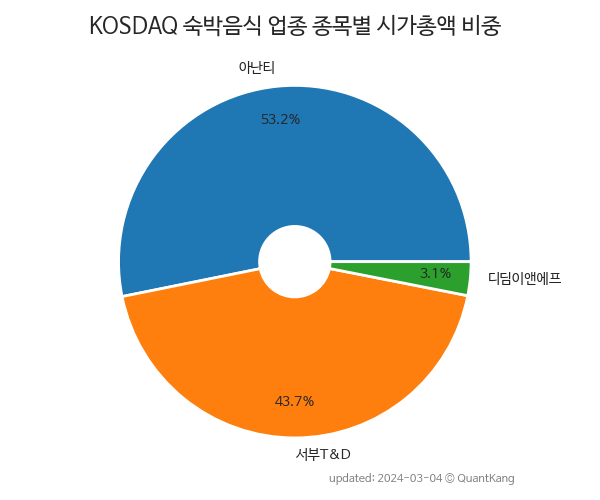 KOSDAQ 숙박음식 업종 종목별 시가총액 비중
아난티
53.2%
3.1%
디딤이앤에프
43.7%
서부T&D
updated: 2024-03-04 © QuantKang